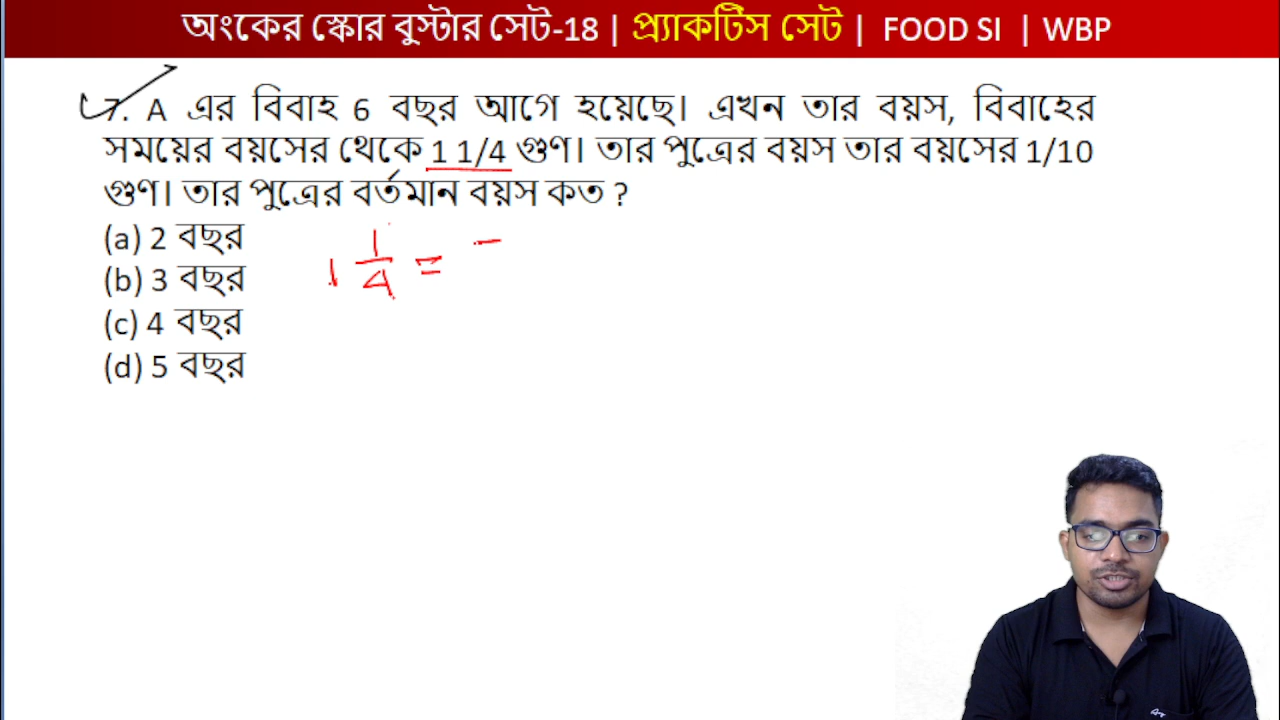 অংকের স্কোর বুস্টার সেট-18 | প্র্যাকটিস সেট | FOOD SI | WBP
7. A এর বিবাহ 6 বছর আগে হয়েছে। এখন তার বয়স, বিবাহের
সময়ের বয়সের থেকে 1 1/4 গুণ। তার পুত্রের বয়স তার বয়সের 1/10
গুণ। তার পুত্রের বর্তমান বয়স কত ?
(a) 2 বছর
(b) 3 বছর
(c) 4 বছর
(d) 5 বছর
1 1/4 =